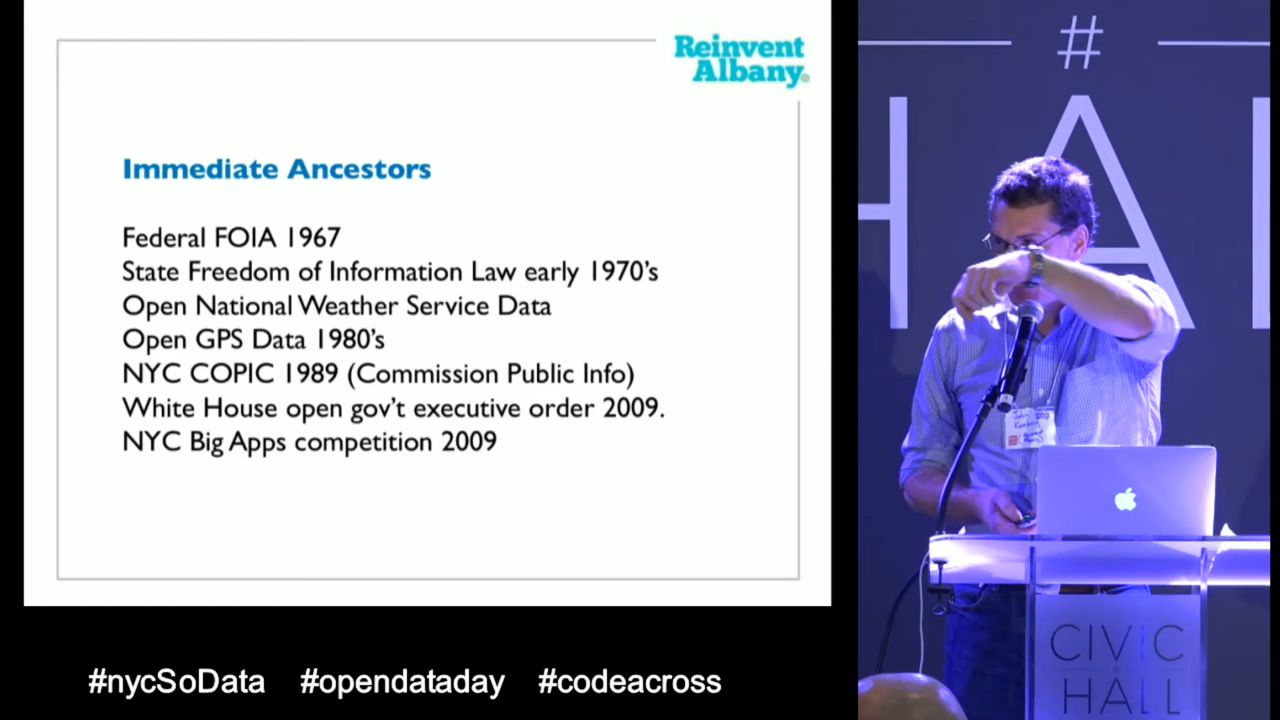 Reinvent
Albany
Immediate Ancestors
Federal FOIA 1967
State Freedom of Information Law early 1970's
Open National Weather Service Data
Open GPS Data 1980's
NYC COPIC 1989 (Commission Public Info)
White House open gov't executive order 2009.
NYC Big Apps competition 2009
#nycSoData #opendataday #codeacross
#
HA
John
CIVIC
HALL